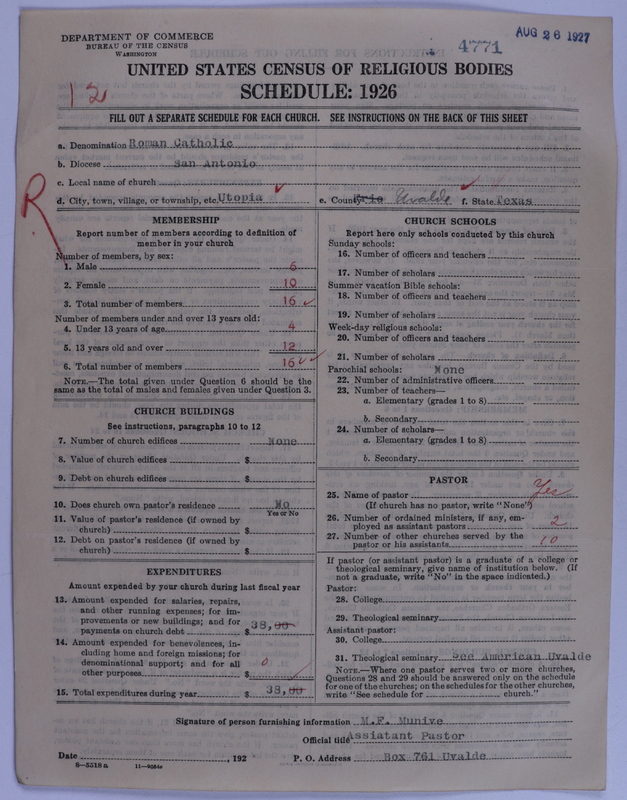 DEPARTMENT OF COMMERCE
BUREAU OF THE CENSUS
WASHINGTON
4771
AUG 26 1927
UNITED STATES CENSUS OF RELIGIOUS BODIES
SCHEDULE: 1926
12
FILL OUT A SEPARATE SCHEDULE FOR EACH CHURCH. SEE INSTRUCTIONS ON THE BACK OF THIS SHEET
a. Denomination Roman Catholic
b. Diocese San Antonio
c. Local name of church
R
d. City, town, village, or township, etc. Utopia e. County Uvalde f. State Texas
MEMBERSHIP
Report number of members according to definition of
member in your church
Number of members, by sex:
1. Male 6
2. Female 10
3. Total number of members 16
Number of members under and over 13 years old:
4. Under 13 years of age 4
5. 13 years old and over 12
6. Total number of members 16
NOTE.—The total given under Question 6 should be the
same as the total of males and females given under Question 3.
CHURCH BUILDINGS
See instructions, paragraphs 10 to 12
7. Number of church edifices None
8. Value of church edifices $
9. Debt on church edifices $
10. Does church own pastor's residence No
Yes or No
11. Value of pastor's residence (if owned by
church) $
12. Debt on pastor's residence (if owned by
church) $
EXPENDITURES
Amount expended by your church during last fiscal year
13. Amount expended for salaries, repairs,
and other running expenses; for im-
provements or new buildings; and for
payments on church debt $ 38,00
14. Amount expended for benevolences, in-
cluding home and foreign missions; for
denominational support; and for all
other purposes $ 0
15. Total expenditures during year $ 38,00
CHURCH SCHOOLS
Report here only schools conducted by this church
Sunday schools:
16. Number of officers and teachers
17. Number of scholars
Summer vacation Bible schools:
18. Number of officers and teachers
19. Number of scholars
Week-day religious schools:
20. Number of officers and teachers
21. Number of scholars
Parochial schools: None
22. Number of administrative officers
23. Number of teachers—
a. Elementary (grades 1 to 8)
b. Secondary
24. Number of scholars—
a. Elementary (grades 1 to 8)
b. Secondary
PASTOR
25. Name of pastor Yes
(If church has no pastor, write "None")
26. Number of ordained ministers, if any, em-
ployed as assistant pastors 2
27. Number of other churches served by the
pastor or his assistants 10
If pastor (or assistant pastor) is a graduate of a college or
theological seminary, give name of institution below. (If
not a graduate, write "No" in the space indicated.)
Pastor:
28. College
29. Theological seminary
Assistant pastor:
30. College
31. Theological seminary See American Uvalde
NOTE.—Where one pastor serves two or more churches,
Questions 28 and 29 should be answered only on the schedule
for one of the churches; on the schedules for the other churches,
write "See schedule for church."
Signature of person furnishing information M.F. Munive
Official title Assiatant Pastor
Date , 192 P. O. Address Box 761 Uvalde
8—5518a 11—9084a